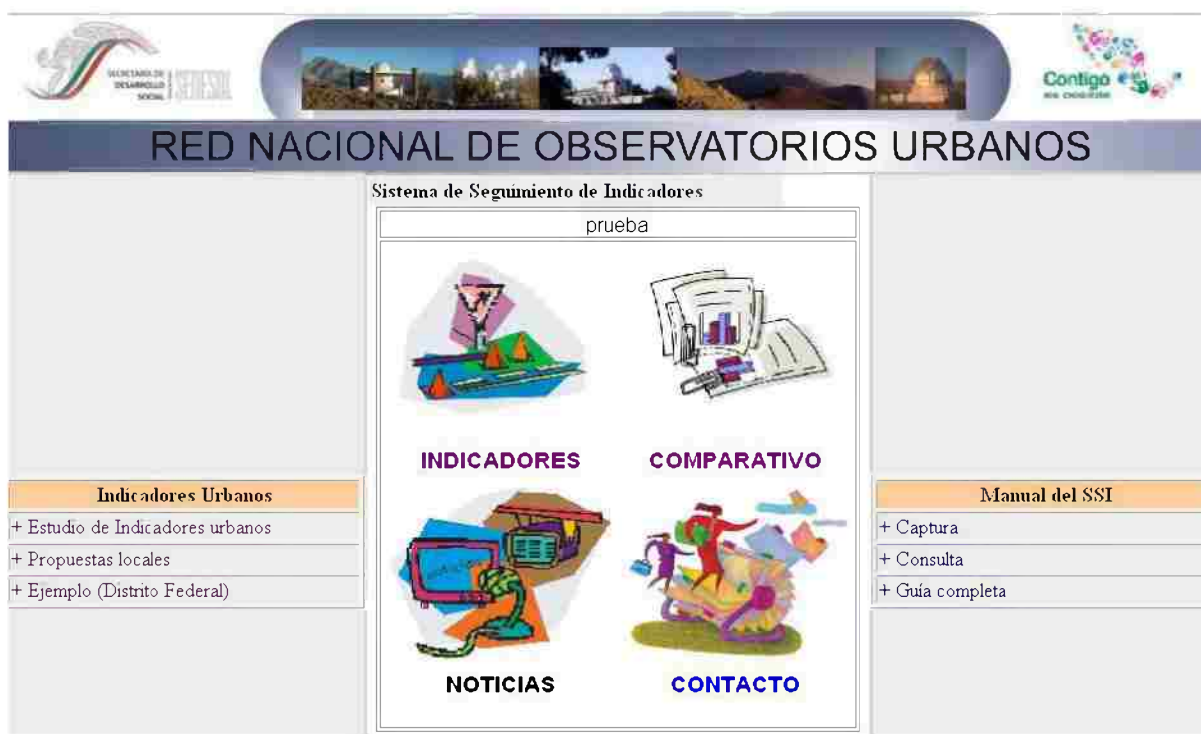 SECRETARÍA DE
DESARROLLO
SOCIAL
SEDESOL
Contigo
RED NACIONAL DE OBSERVATORIOS URBANOS
Sistema de Seguimiento de Indicadores
prueba
INDICADORES
COMPARATIVO
Indicadores Urbanos
+ Estudio de Indicadores urbanos
+ Propuestas locales
+ Ejemplo (Distrito Federal)
Manual del SSI
+ Captura
+ Consulta
+ Guía completa
NOTICIAS
CONTACTO